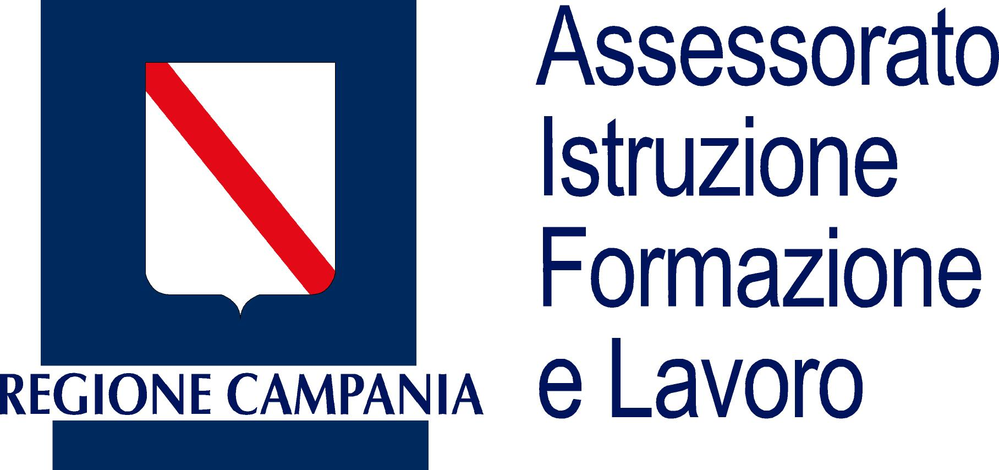 REGIONE CAMPANIA
Assessorato
Istruzione
Formazione
e Lavoro